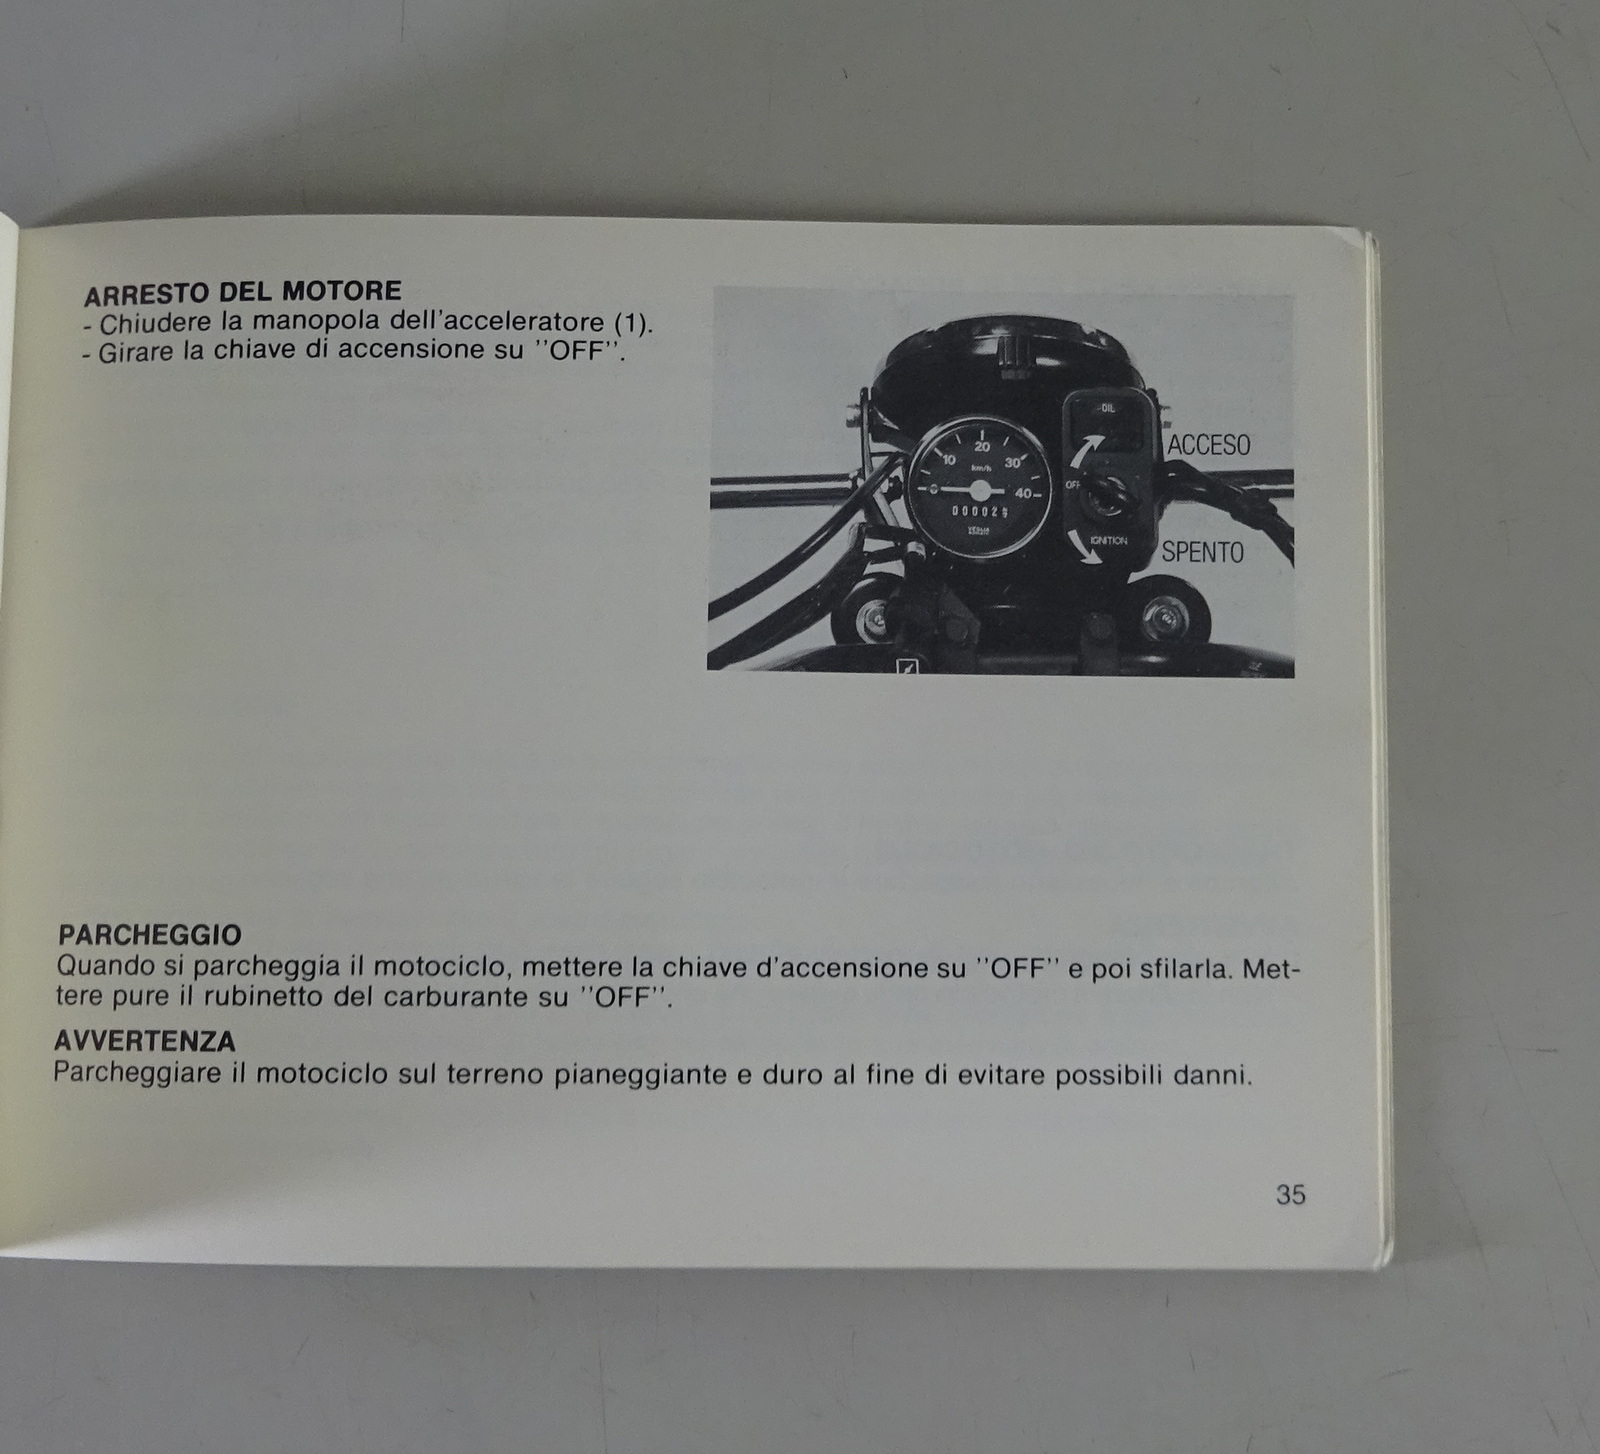 ARRESTO DEL MOTORE
- Chiudere la manopola dell'acceleratore (1).
- Girare la chiave di accensione su ''OFF''.
OIL
ACCESO
20
10
30
km/h
OFF
0
40
00002
VEGLIA
IGNITION
SPENTO
PARCHEGGIO
Quando si parcheggia il motociclo, mettere la chiave d'accensione su ''OFF'' e poi sfilarla. Met-
tere pure il rubinetto del carburante su ''OFF''.
AVVERTENZA
Parcheggiare il motociclo sul terreno pianeggiante e duro al fine di evitare possibili danni.
35